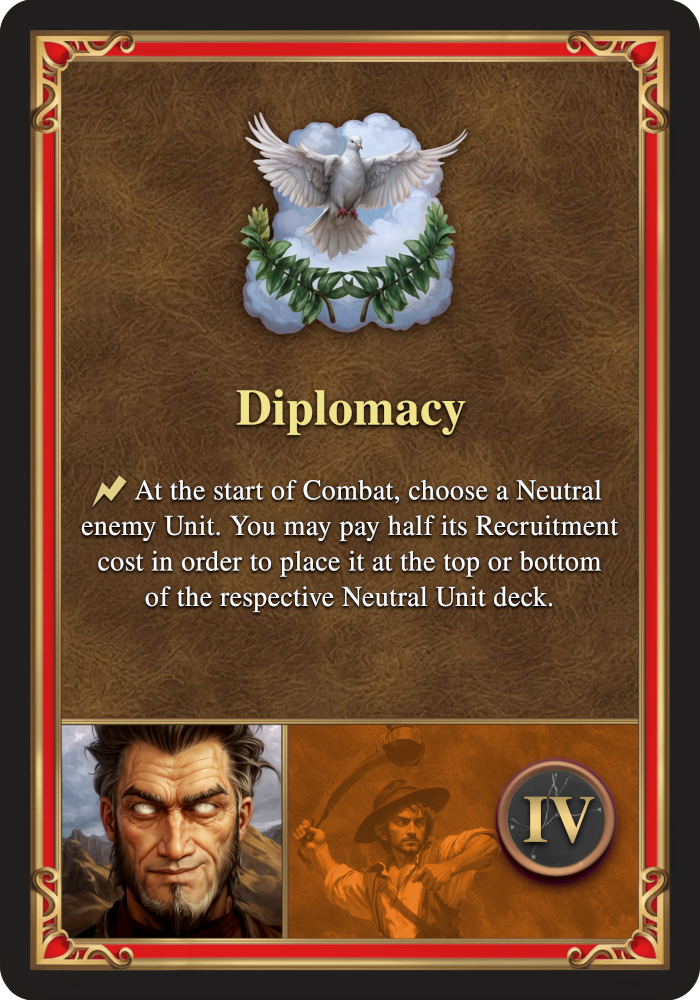 Diplomacy
At the start of Combat, choose a Neutral
enemy Unit. You may pay half its Recruitment
cost in order to place it at the top or bottom
of the respective Neutral Unit deck.
IV